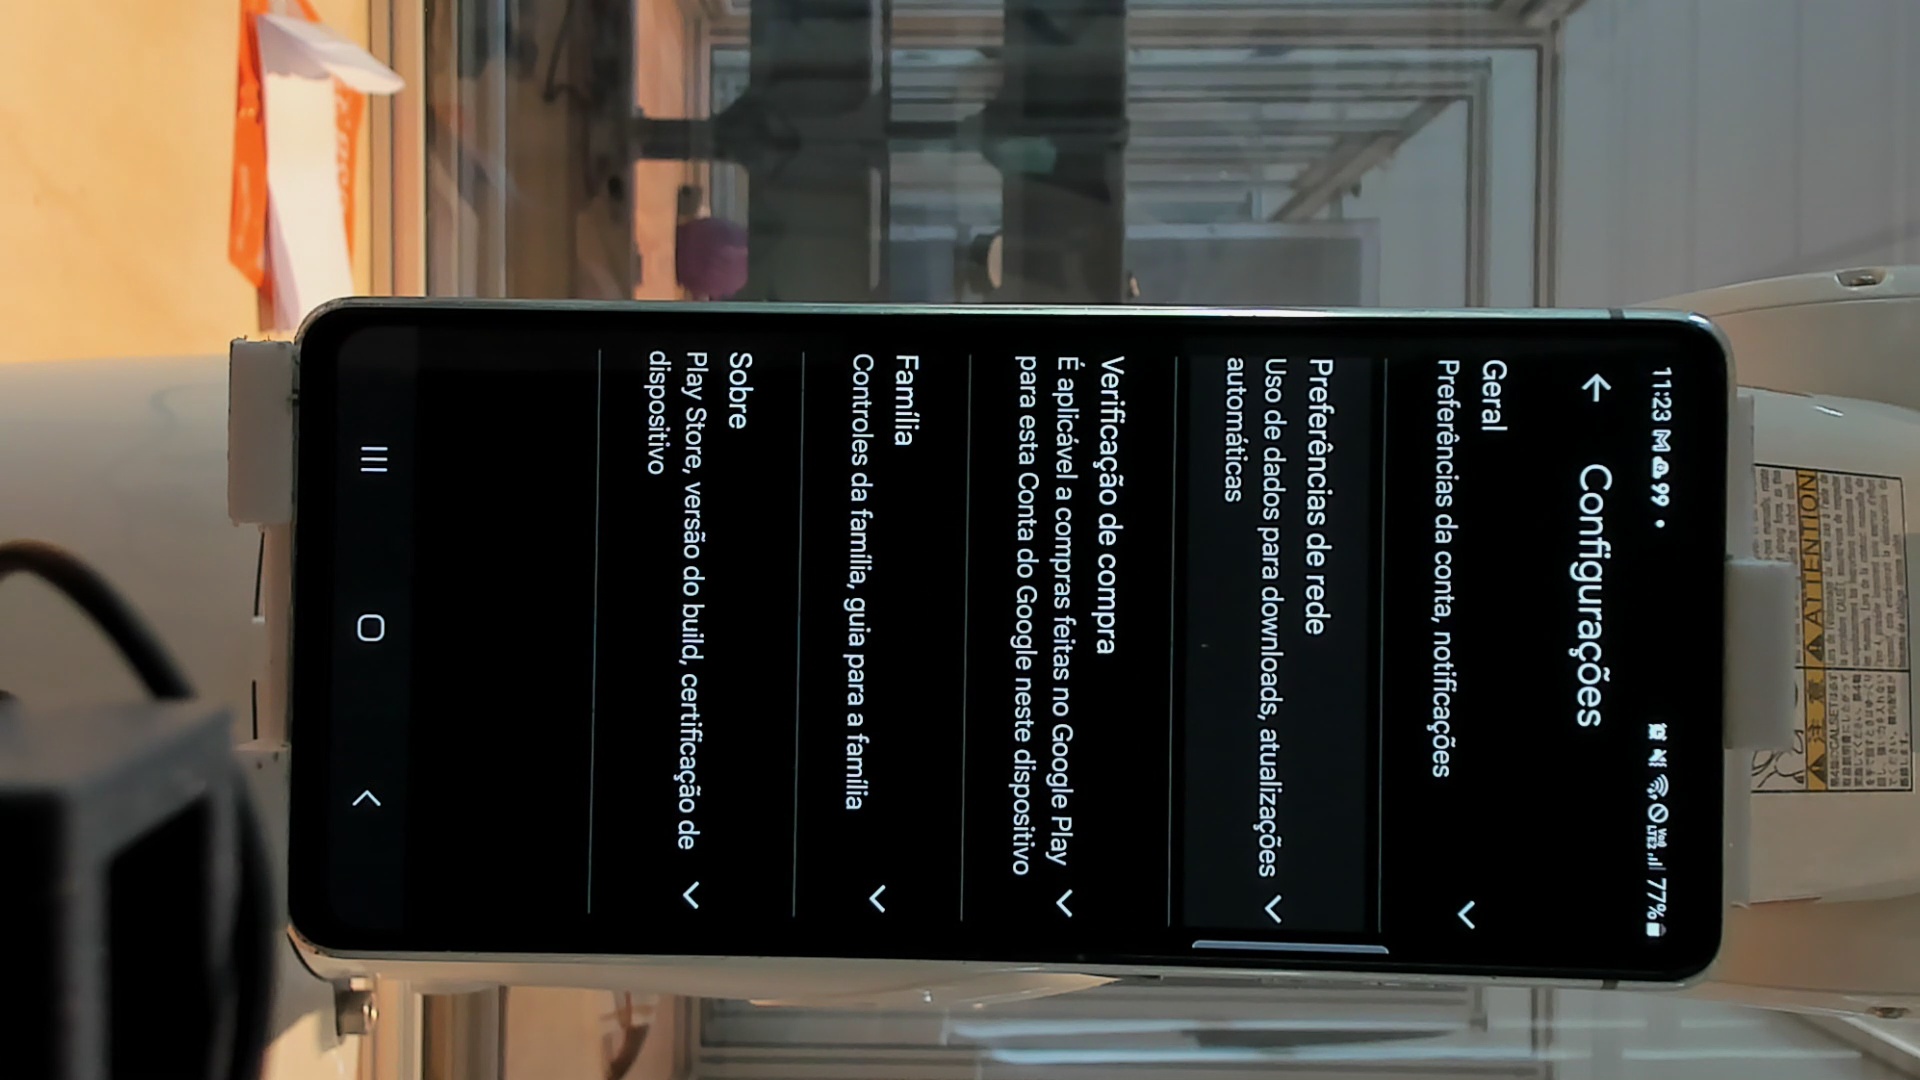 11:23
77%
Configurações
Geral
Preferências da conta, notificações
Preferências de rede
Uso de dados para downloads, atualizações
automáticas
Verificação de compra
É aplicável a compras feitas no Google Play
para esta Conta do Google neste dispositivo
Família
Controles da família, guia para a família
Sobre
Play Store, versão do build, certificação de
dispositivo
ATTENTION
注意